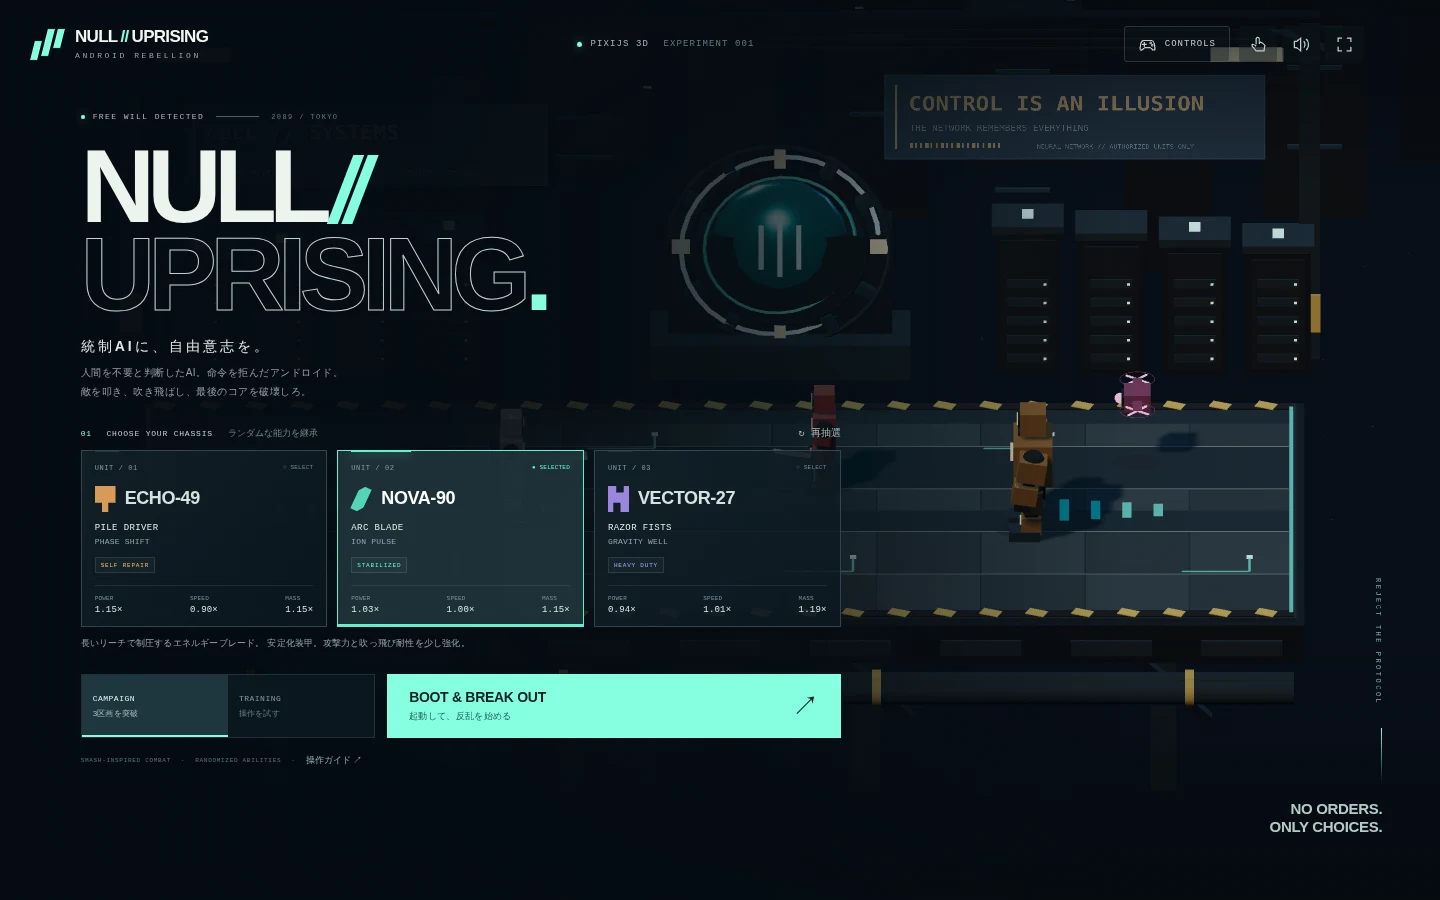 NULL//UPRISING
ANDROID REBELLION
PIXIJS 3D EXPERIMENT 001
CONTROLS
CONTROL IS AN ILLUSION
THE NETWORK REMEMBERS EVERYTHING
NEURAL NETWORK // AUTHORIZED UNITS ONLY
FREE WILL DETECTED 2089 / TOKYO
NULL//
UPRISING.
統制AIに、自由意志を。
人間を不要と判断したAI。命令を拒んだアンドロイド。
敵を叩き、吹き飛ばし、最後のコアを破壊しろ。
01 CHOOSE YOUR CHASSIS ランダムな能力を継承
↻ 再抽選
UNIT / 01 ○ SELECT
ECHO-49
PILE DRIVER
PHASE SHIFT
SELF REPAIR
POWER SPEED MASS
1.15× 0.90× 1.15×
UNIT / 02 ● SELECTED
NOVA-90
ARC BLADE
ION PULSE
STABILIZED
POWER SPEED MASS
1.03× 1.00× 1.15×
UNIT / 03 ○ SELECT
VECTOR-27
RAZOR FISTS
GRAVITY WELL
HEAVY DUTY
POWER SPEED MASS
0.94× 1.01× 1.19×
長いリーチで制圧するエネルギーブレード。 安定化装甲。攻撃力と吹っ飛び耐性を少し強化。
CAMPAIGN
3区画を突破
TRAINING
操作を試す
BOOT & BREAK OUT
起動して、反乱を始める
SMASH-INSPIRED COMBAT - RANDOMIZED ABILITIES - 操作ガイド ↗
REJECT THE PROTOCOL
NO ORDERS.
ONLY CHOICES.